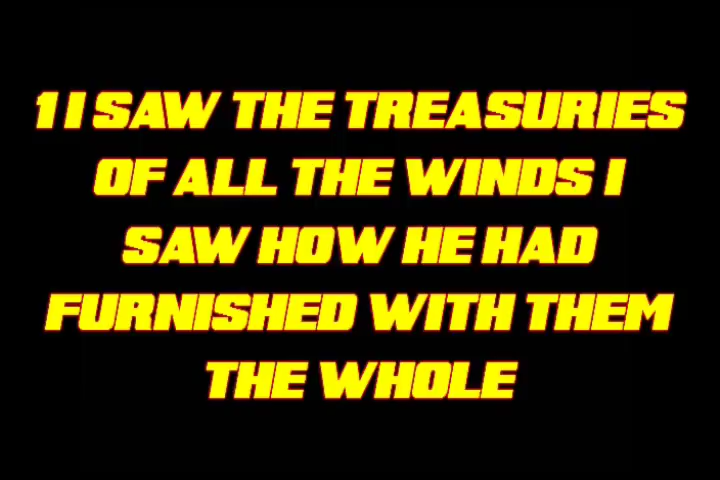 1 I SAW THE TREASURIES
OF ALL THE WINDS I
SAW HOW HE HAD
FURNISHED WITH THEM
THE WHOLE